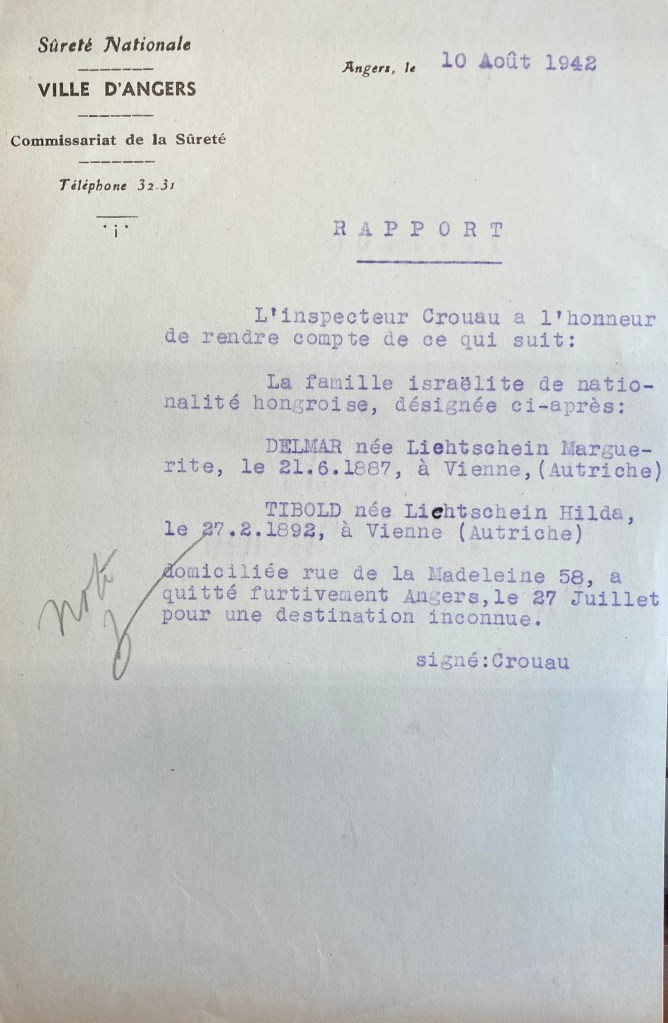 Sûreté Nationale
VILLE D'ANGERS
Commissariat de la Sûreté
Téléphone 32.31
Angers, le 10 Août 1942
RAPPORT
L'inspecteur Crouau a l'honneur
de rendre compte de ce qui suit:
La famille israëlite de natio-
nalité hongroise, désignée ci-après:
DELMAR née Liehtschein Margue-
rite, le 21.6.1887, à Vienne,(Autriche)
TIBOLD née Liechtschein Hilda,
le 27.2.1892, à Vienne (Autriche)
domiciliée rue de la Madeleine 58, a
quitté furtivement Angers,le 27 Juillet
pour une destination inconnue.
signé:Crouau